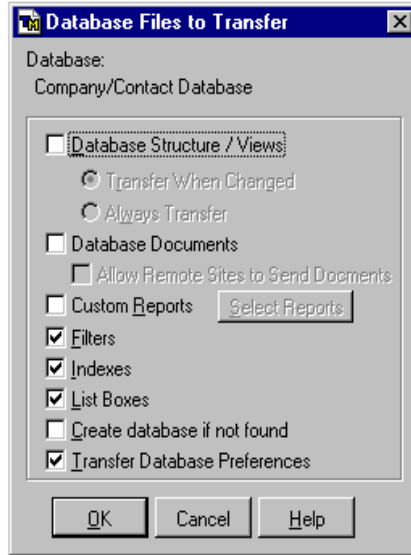 Database Files to Transfer
Database:
Company/Contact Database
Database Structure / Views
Transfer When Changed
Always Transfer
Database Documents
Allow Remote Sites to Send Docments
Custom Reports Select Reports
Filters
Indexes
List Boxes
Create database if not found
Transfer Database Preferences
OK Cancel Help